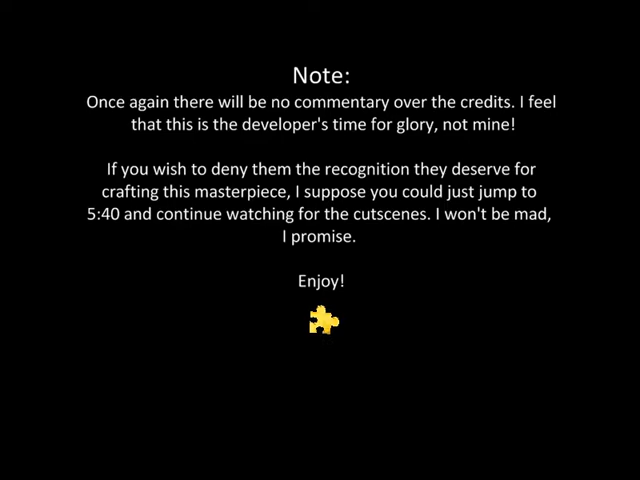 Note:
Once again there will be no commentary over the credits. I feel
that this is the developer's time for glory, not mine!
If you wish to deny them the recognition they deserve for
crafting this masterpiece, I suppose you could just jump to
5:40 and continue watching for the cutscenes. I won't be mad,
I promise.
Enjoy!